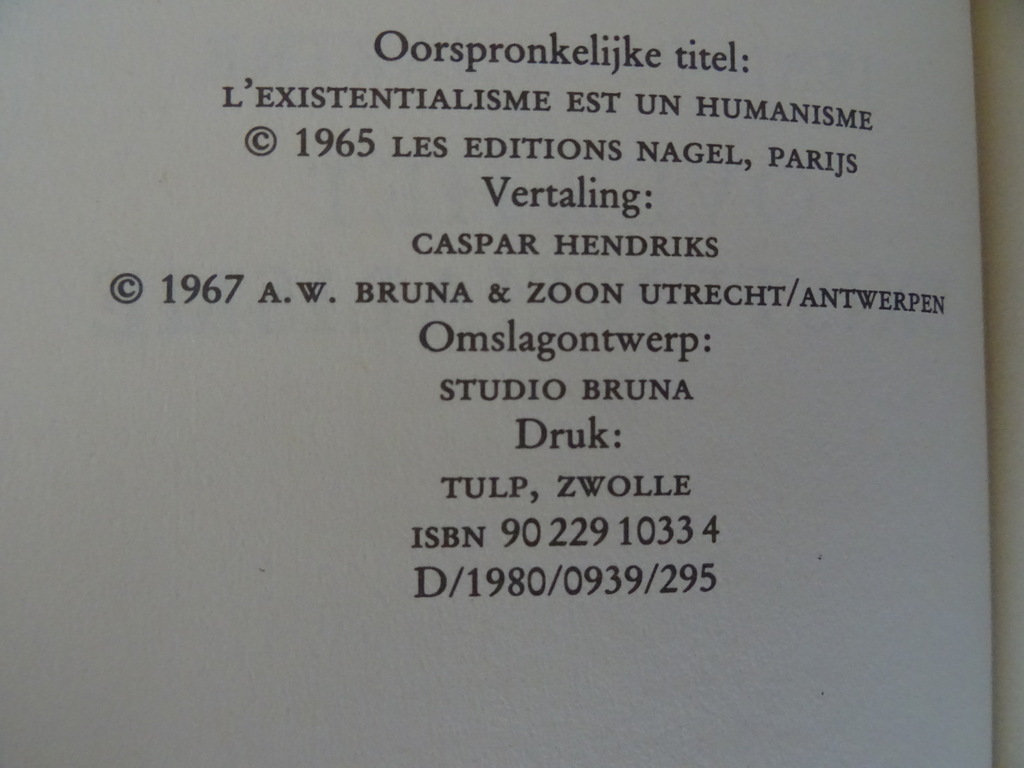 Oorspronkelijke titel:
L'EXISTENTIALISME EST UN HUMANISME
© 1965 LES EDITIONS NAGEL, PARIJS
Vertaling:
CASPAR HENDRIKS
© 1967 A.W. BRUNA & ZOON UTRECHT/ANTWERPEN
Omslagontwerp:
STUDIO BRUNA
Druk:
TULP, ZWOLLE
ISBN 90 229 1033 4
D/1980/0939/295